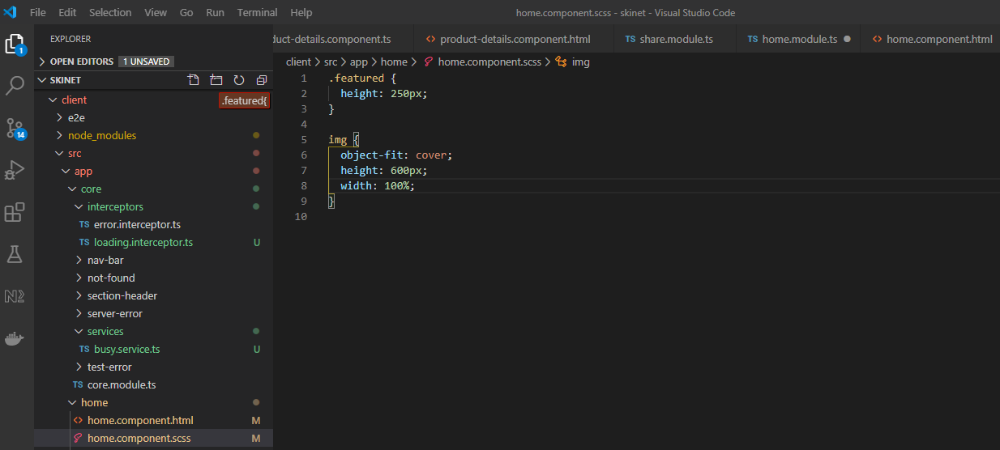 File Edit Selection View Go Run Terminal Help home.component.scss - skinet - Visual Studio Code
EXPLORER
OPEN EDITORS 1 UNSAVED
SKINET
client .featured{
e2e
node_modules
src
app
core
interceptors
TS error.interceptor.ts
TS loading.interceptor.ts U
nav-bar
not-found
section-header
server-error
services
TS busy.service.ts U
test-error
TS core.module.ts
home
<> home.component.html M
home.component.scss M
1
14
duct-details.component.ts <> product-details.component.html TS share.module.ts TS home.module.ts <> home.component.html
client > src > app > home > home.component.scss > img
1 .featured {
2 height: 250px;
3 }
4
5 img {
6 object-fit: cover;
7 height: 600px;
8 width: 100%;
9 }
10